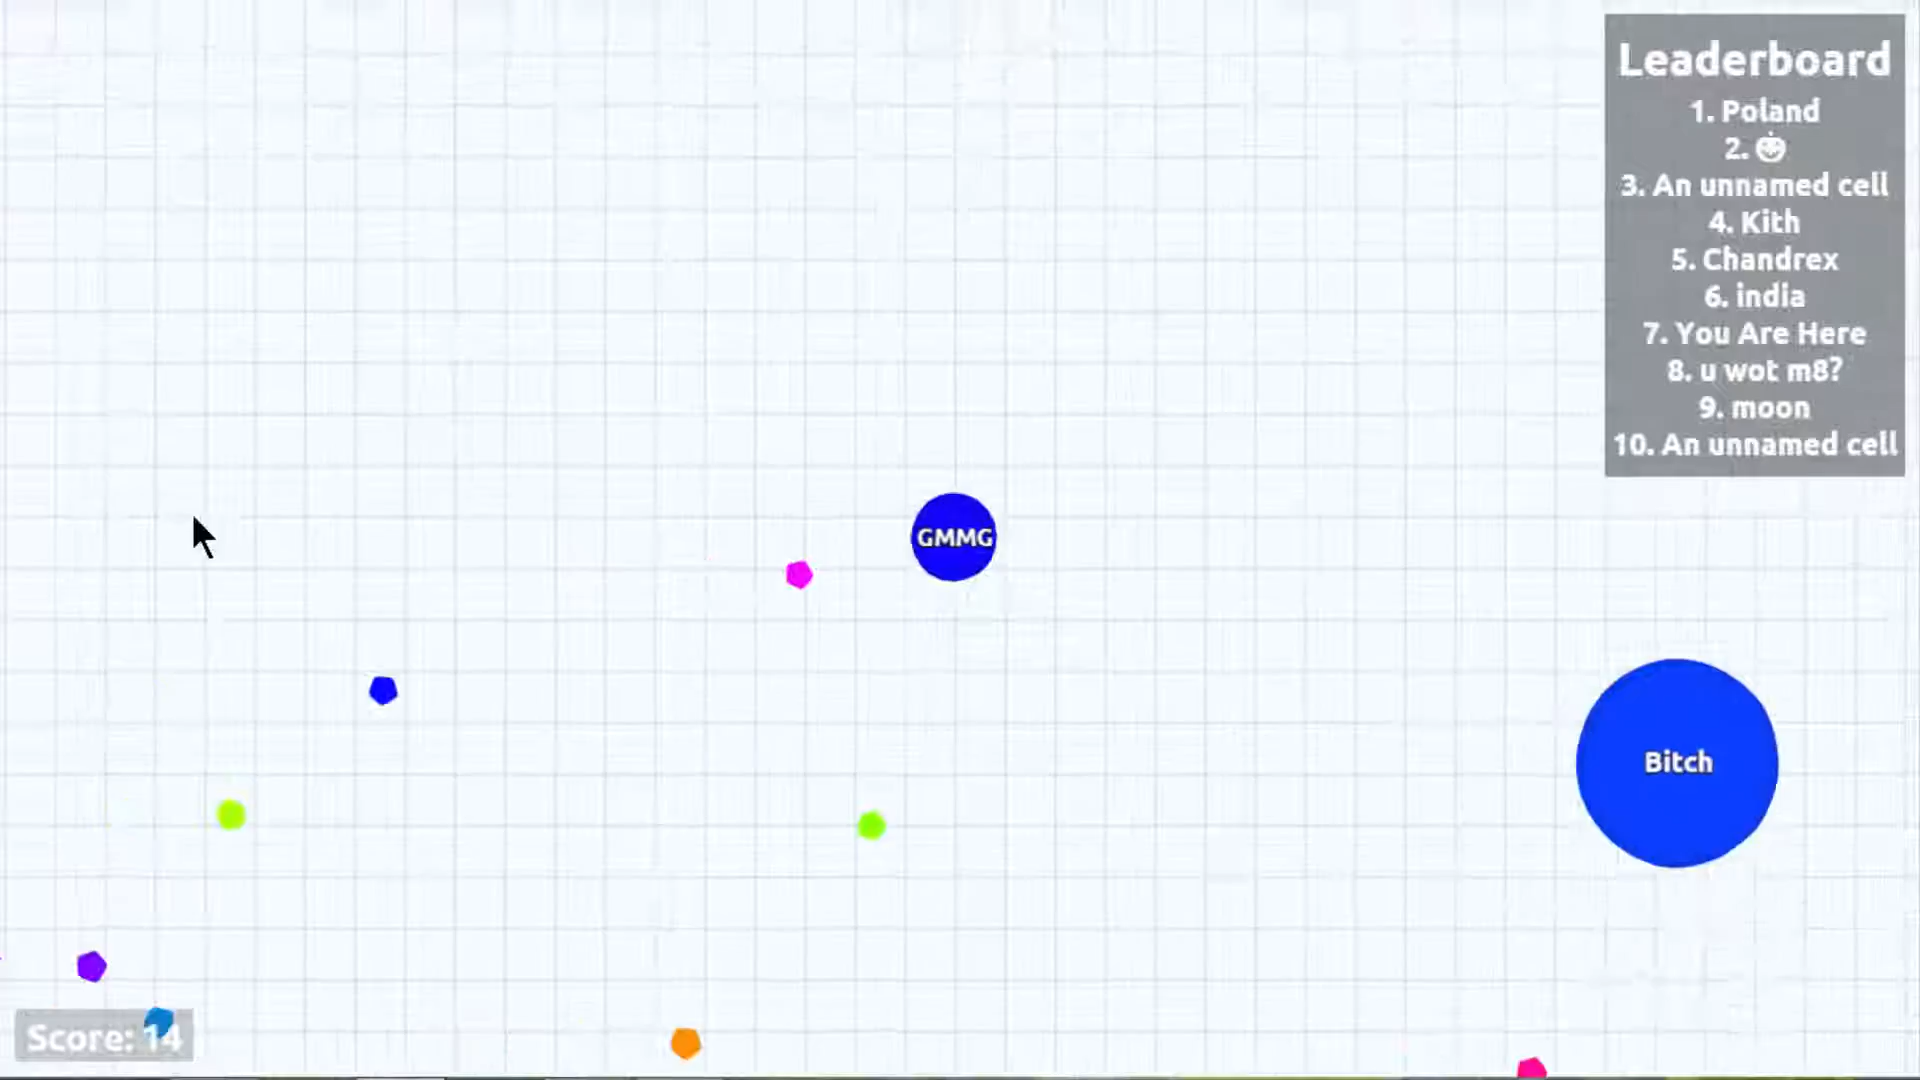 Leaderboard
1. Poland
2. 🎃
3. An unnamed cell
4. Kith
5. Chandrex
6. india
7. You Are Here
8. u wot m8?
9. moon
10. An unnamed cell
GMMG
Bitch
Score: 14